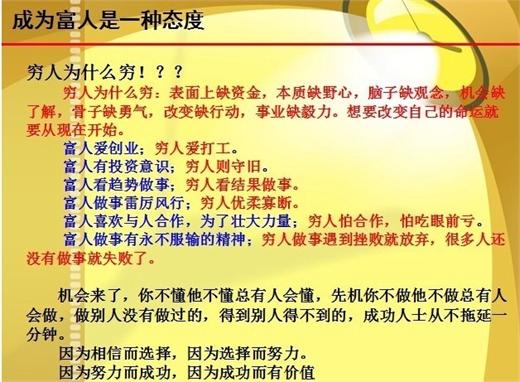 成为富人是一种态度
穷人为什么穷！？？
穷人为什么穷：表面上缺资金，本质缺野心，脑子缺观念，机会缺
了解，骨子缺勇气，改变缺行动，事业缺毅力。想要改变自己的命运就
要从现在开始。
富人爱创业；穷人爱打工。
富人有投资意识；穷人则守旧。
富人看趋势做事；穷人看结果做事。
富人做事雷厉风行；穷人优柔寡断。
富人喜欢与人合作，为了壮大力量；穷人怕合作，怕吃眼前亏。
富人做事有永不服输的精神；穷人做事遇到挫败就放弃，很多人还
没有做事就失败了。
机会来了，你不懂他不懂总有人会懂，先机你不做他不做总有人
会做，做别人没有做过的，得到别人得不到的，成功人士从不拖延一
分钟。
因为相信而选择，因为选择而努力。
因为努力而成功，因为成功而有价值